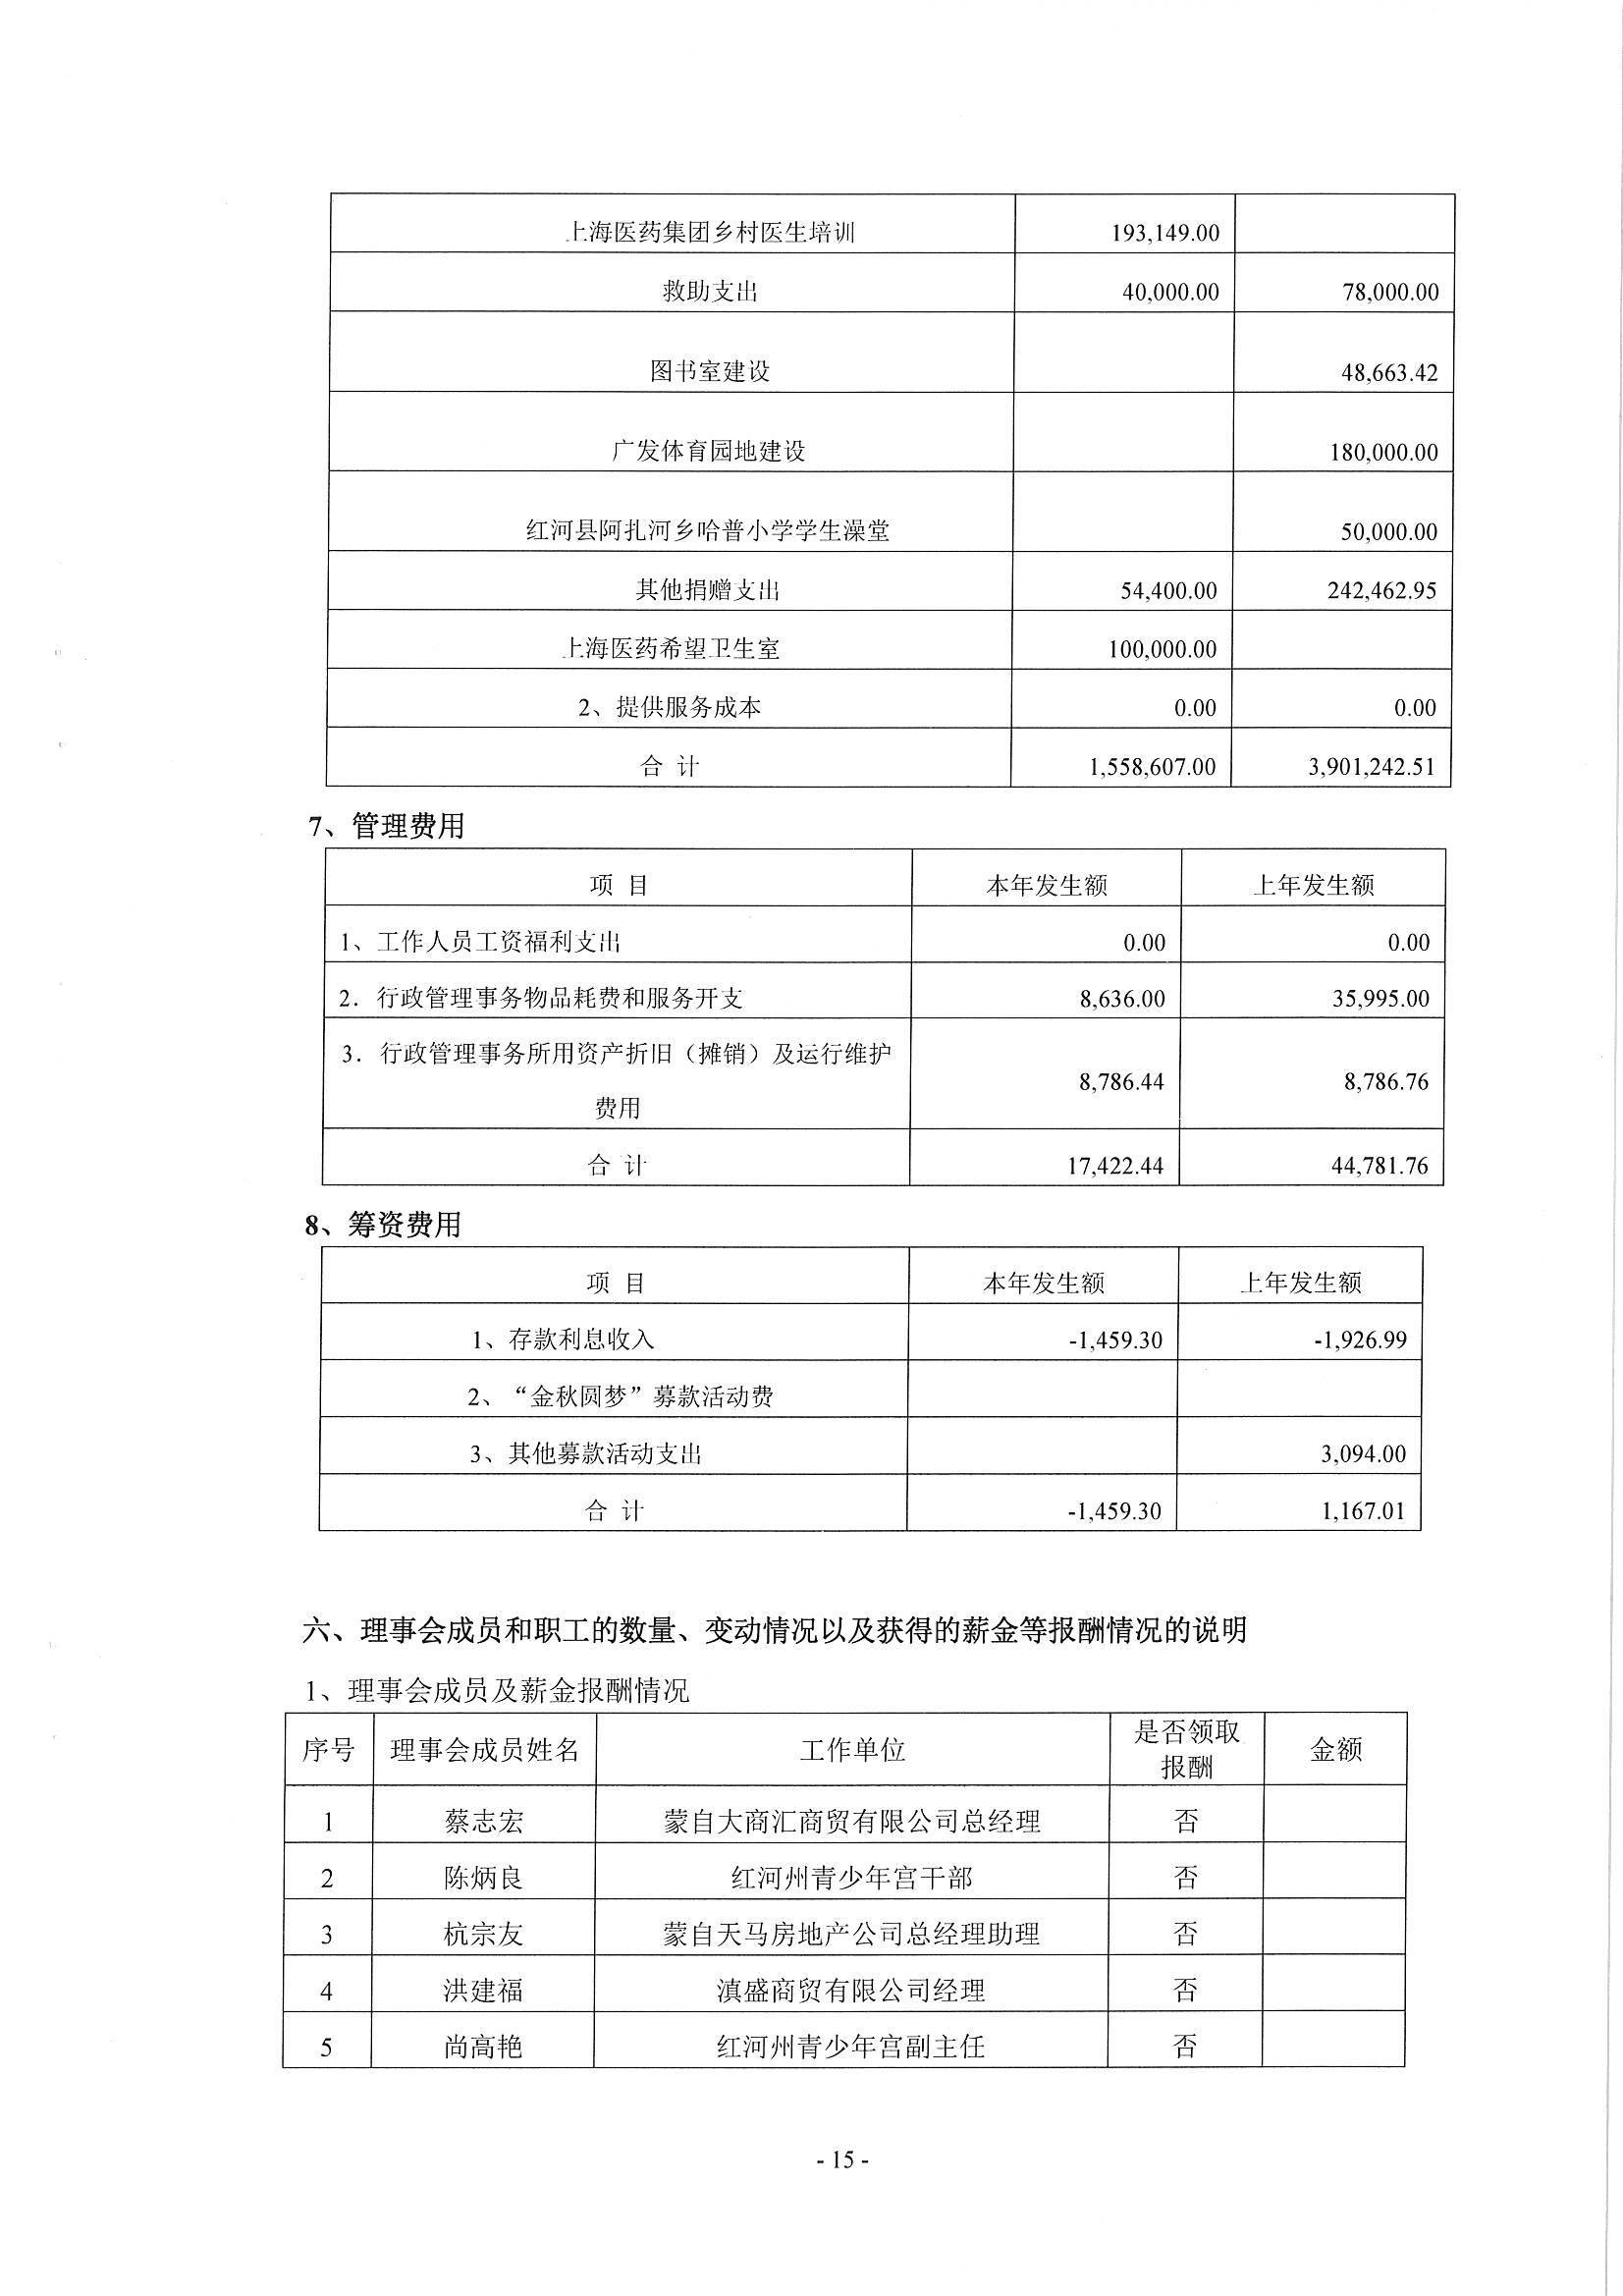 上海医药集团乡村医生培训 193,149.00
救助支出 40,000.00 78,000.00
图书室建设 48,663.42
广发体育园地建设 180,000.00
红河县阿扎河乡哈普小学学生澡堂 50,000.00
其他捐赠支出 54,400.00 242,462.95
上海医药希望卫生室 100,000.00
2、提供服务成本 0.00 0.00
合 计 1,558,607.00 3,901,242.51
7、管理费用
项 目 本年发生额 上年发生额
1、工作人员工资福利支出 0.00 0.00
2．行政管理事务物品耗费和服务开支 8,636.00 35,995.00
3．行政管理事务所用资产折旧（摊销）及运行维护
费用 8,786.44 8,786.76
合 计 17,422.44 44,781.76
8、筹资费用
项 目 本年发生额 上年发生额
1、存款利息收入 -1,459.30 -1,926.99
2、“金秋圆梦”募款活动费
3、其他募款活动支出 3,094.00
合 计 -1,459.30 1,167.01
六、理事会成员和职工的数量、变动情况以及获得的薪金等报酬情况的说明
1、理事会成员及薪金报酬情况
序号 理事会成员姓名 工作单位 是否领取
报酬 金额
1 蔡志宏 蒙自大商汇商贸有限公司总经理 否
2 陈炳良 红河州青少年宫干部 否
3 杭宗友 蒙自天马房地产公司总经理助理 否
4 洪建福 滇盛商贸有限公司经理 否
5 尚高艳 红河州青少年宫副主任 否
- 15 -